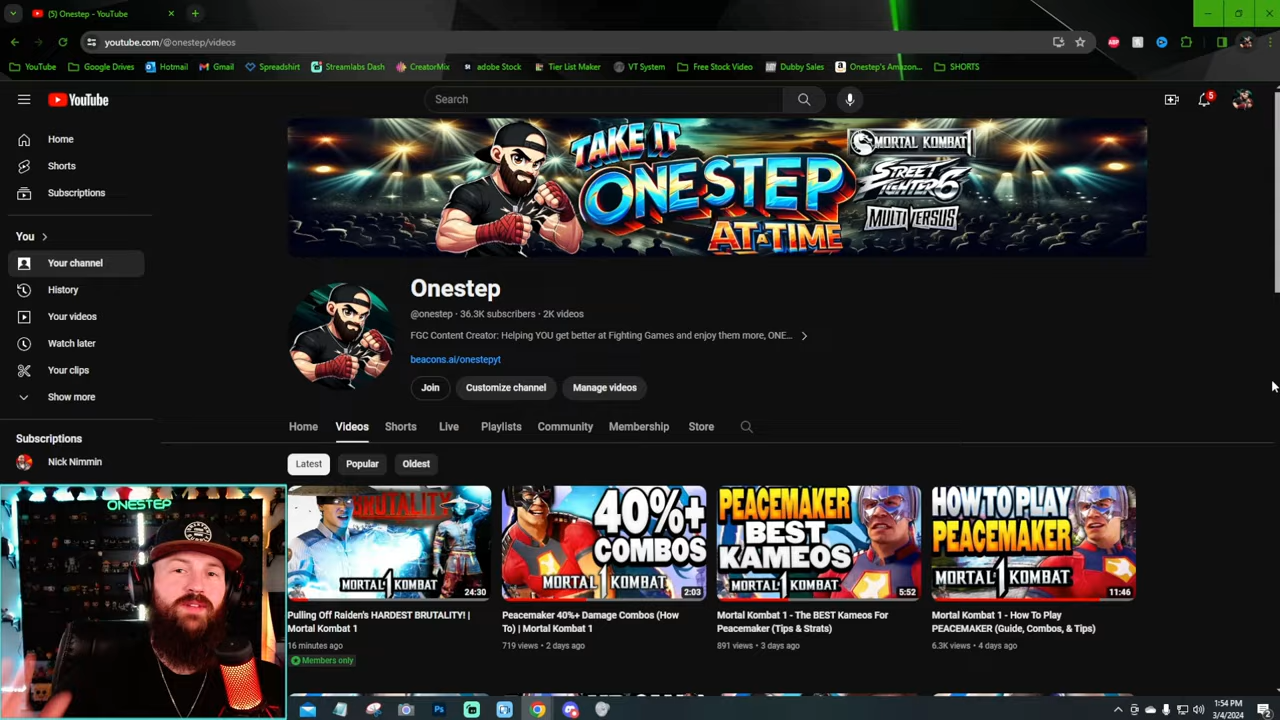 (5) Onestep - YouTube
youtube.com/@onestep/videos
YouTube
Google Drives
Hotmail
Gmail
Spreadshirt
Streamlabs Dash
CreatorMix
adobe Stock
Tier List Maker
VT System
Free Stock Video
Dubby Sales
Onestep's Amazon...
SHORTS
YouTube
Search
5
Home
Shorts
Subscriptions
You
Your channel
History
Your videos
Watch later
Your clips
Show more
Subscriptions
Nick Nimmin
TAKE IT
ONESTEP
AT A TIME
MORTAL KOMBAT
STREET
FIGHTER 6
MULTIVERSUS
Onestep
@onestep · 36.3K subscribers · 2K videos
FGC Content Creator: Helping YOU get better at Fighting Games and enjoy them more, ONE...
beacons.ai/onestepyt
Join
Customize channel
Manage videos
Home
Videos
Shorts
Live
Playlists
Community
Membership
Store
Latest
Popular
Oldest
BRUTALITY
MORTAL KOMBAT 1
24:30
40%+
COMBOS
MORTAL KOMBAT 1
2:03
PEACEMAKER
BEST
KAMEOS
MORTAL KOMBAT 1
5:52
HOW TO PLAY
PEACEMAKER
MORTAL KOMBAT 1
11:46
Pulling Off Raiden's HARDEST BRUTALITY! |
Mortal Kombat 1
16 minutes ago
Members only
Peacemaker 40%+ Damage Combos (How
To) | Mortal Kombat 1
719 views · 2 days ago
Mortal Kombat 1 - The BEST Kameos For
Peacemaker (Tips & Strats)
891 views · 3 days ago
Mortal Kombat 1 - How To Play
PEACEMAKER (Guide, Combos, & Tips)
6.3K views · 4 days ago
ONESTEP
1:54 PM
3/4/2024